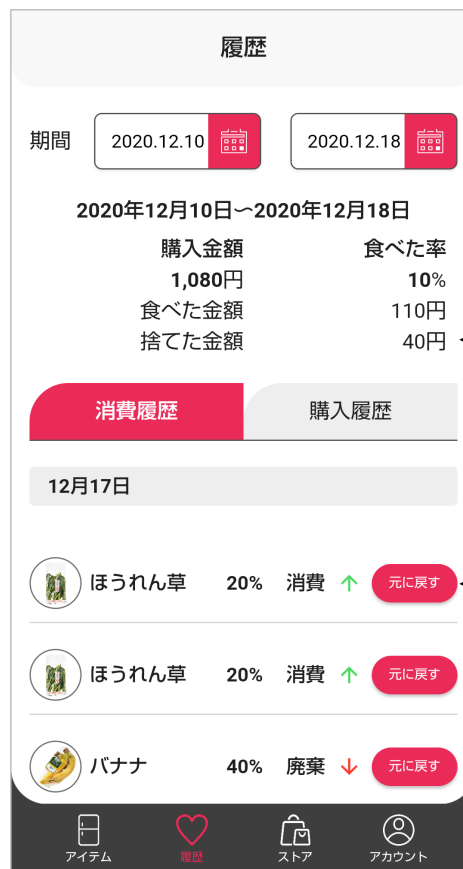 履歴
期間 2020.12.10 2020.12.18
2020年12月10日〜2020年12月18日
購入金額 食べた率
1,080円 10%
食べた金額 110円
捨てた金額 40円
消費履歴 購入履歴
12月17日
ほうれん草 20% 消費 ↑ 元に戻す
ほうれん草 20% 消費 ↑ 元に戻す
バナナ 40% 廃棄 ↓ 元に戻す
アイテム 履歴 ストア アカウント